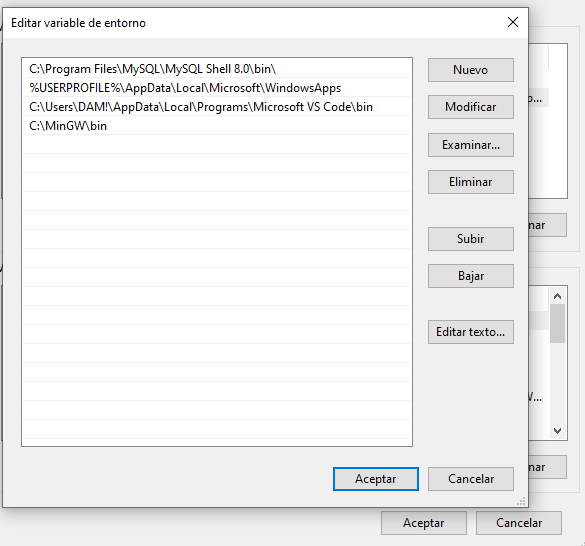 Editar variable de entorno
C:\Program Files\MySQL\MySQL Shell 8.0\bin\
%USERPROFILE%\AppData\Local\Microsoft\WindowsApps
C:\Users\DAM!\AppData\Local\Programs\Microsoft VS Code\bin
C:\MinGW\bin
Nuevo
Modificar
Examinar...
Eliminar
Subir
Bajar
Editar texto...
Aceptar
Cancelar
Aceptar
Cancelar